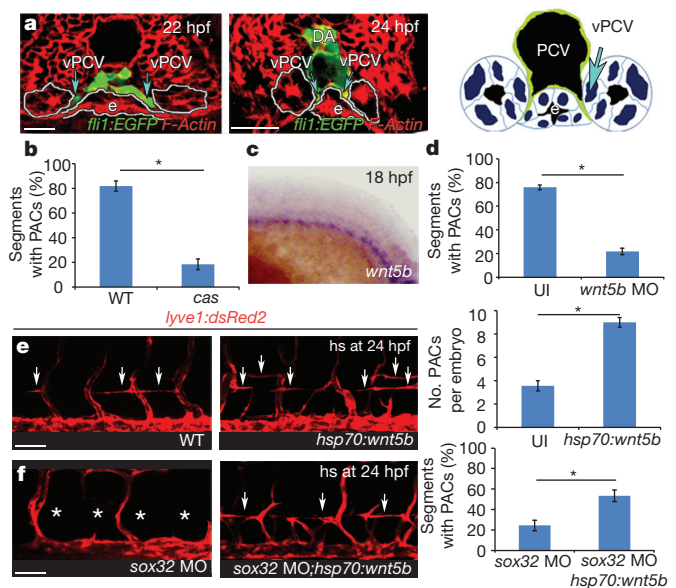 a
22 hpf
vPCV
vPCV
e
fli1:EGFP F-Actin
24 hpf
DA
vPCV
vPCV
e
fli1:EGFP F-Actin
vPCV
PCV
e
b
Segments
with PACs (%)
100
80
60
40
20
0
*
WT
cas
c
18 hpf
wnt5b
d
Segments
with PACs (%)
100
80
60
40
20
0
*
UI
wnt5b MO
lyve1:dsRed2
e
WT
hs at 24 hpf
hsp70:wnt5b
No. PACs
per embryo
10
8
6
4
2
0
*
UI
hsp70:wnt5b
f
* * * *
sox32 MO
hs at 24 hpf
sox32 MO;hsp70:wnt5b
Segments
with PACs (%)
100
80
60
40
20
0
*
sox32 MO
sox32 MO
hsp70:wnt5b